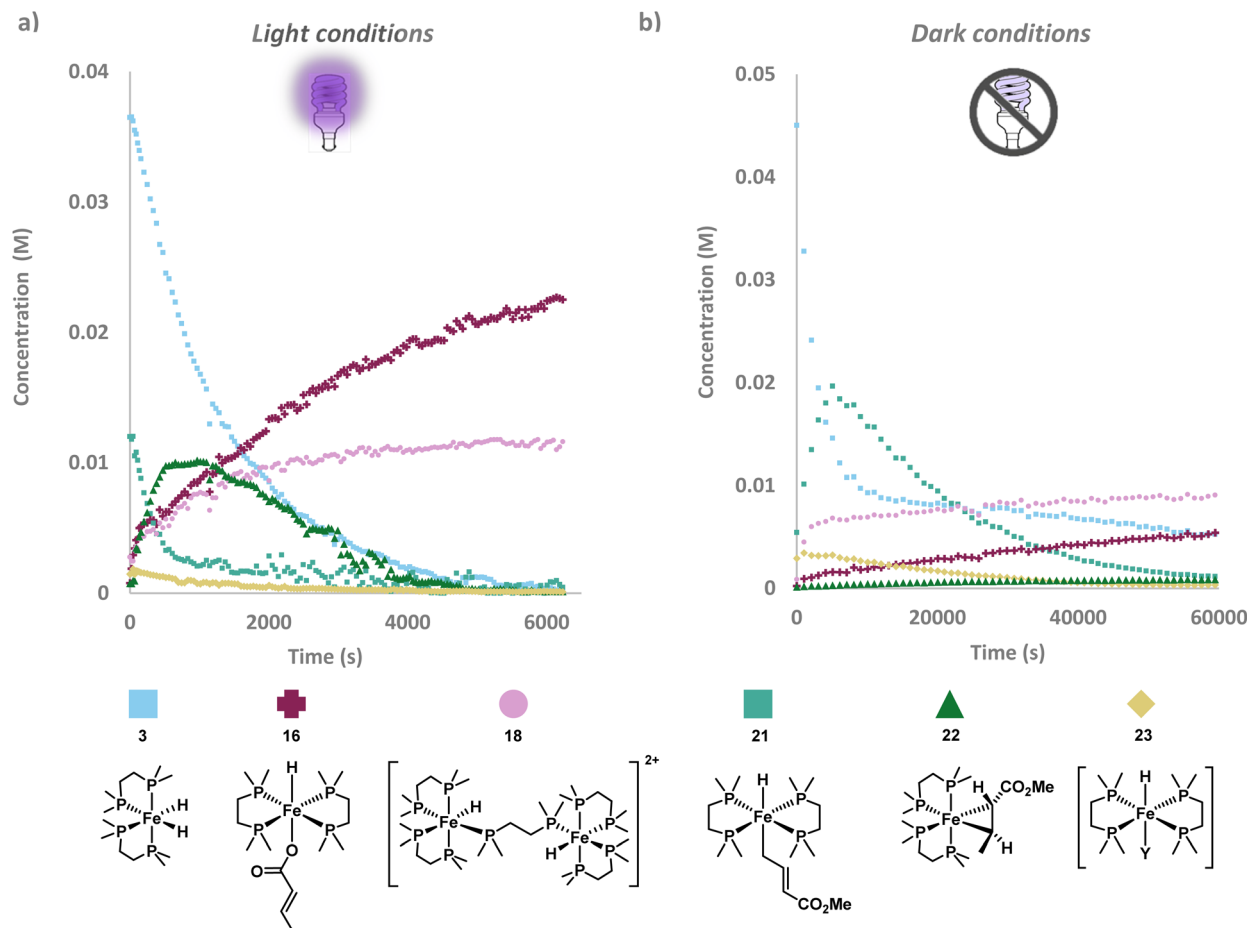 a)
Light conditions
0.04
0.03
0.02
0.01
0
Concentration (M)
0 2000 4000 6000
Time (s)
b)
Dark conditions
0.05
0.04
0.03
0.02
0.01
0
Concentration (M)
0 20000 40000 60000
Time (s)
3 16 18 21 22 23
P P Fe H H P P
H P P Fe P P O O
P P H Fe P P P P P Fe H P P P 2+
H P P Fe P P CO₂Me
P P Fe P P H CO₂Me H
H P P Fe P P Y